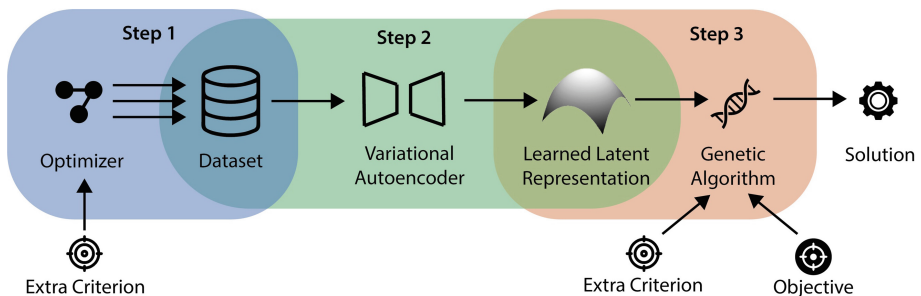 Step 1
Step 2
Step 3
Optimizer
Dataset
Variational
Autoencoder
Learned Latent
Representation
Genetic
Algorithm
Solution
Extra Criterion
Extra Criterion
Objective